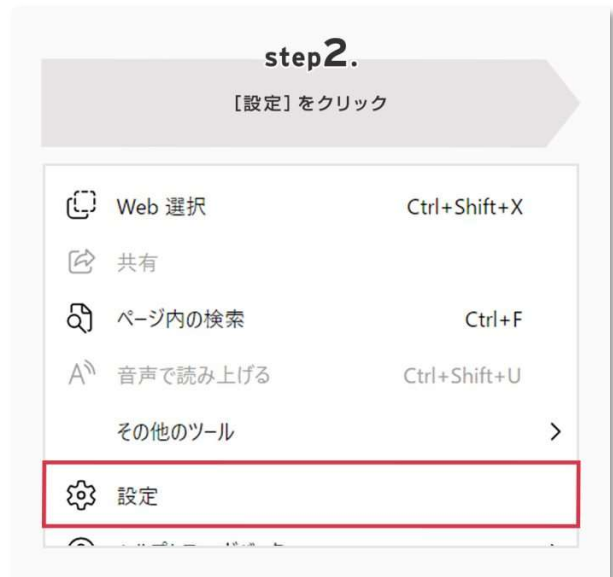 step2.
[設定] をクリック
Web 選択 Ctrl+Shift+X
共有
ページ内の検索 Ctrl+F
音声で読み上げる Ctrl+Shift+U
その他のツール
設定